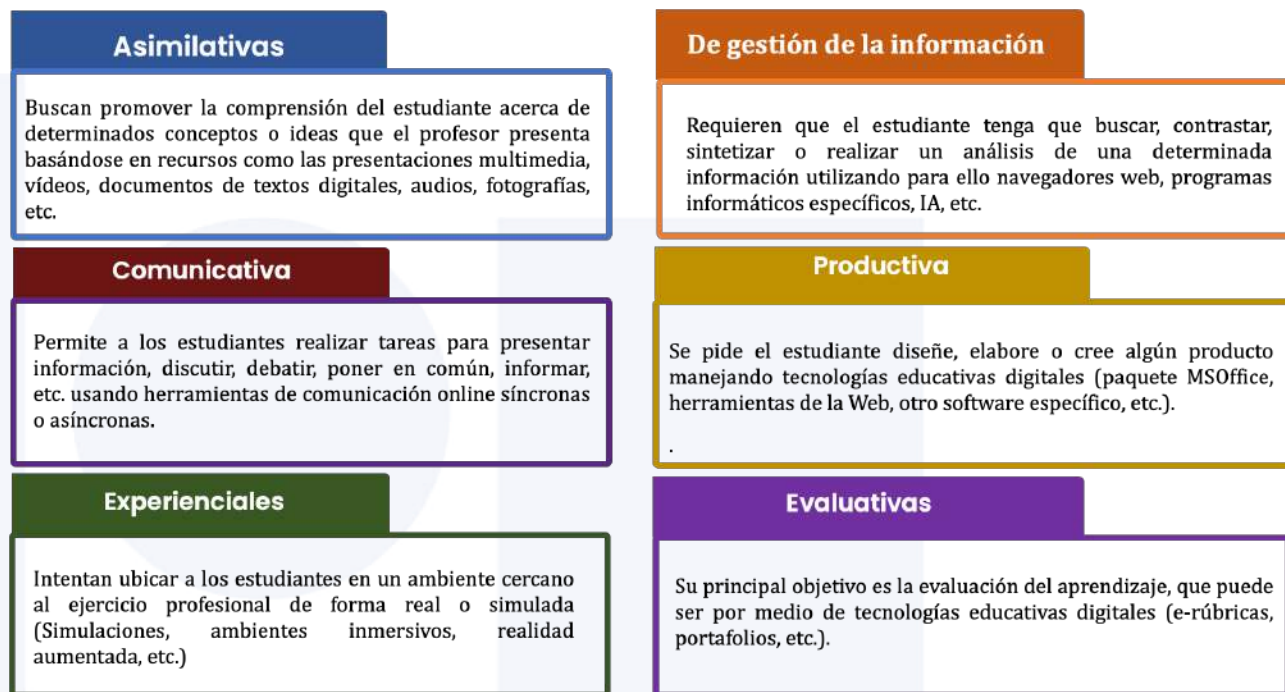 Asimilativas
Buscan promover la comprensión del estudiante acerca de
determinados conceptos o ideas que el profesor presenta
basándose en recursos como las presentaciones multimedia,
vídeos, documentos de textos digitales, audios, fotografías,
etc.
De gestión de la información
Requieren que el estudiante tenga que buscar, contrastar,
sintetizar o realizar un análisis de una determinada
información utilizando para ello navegadores web, programas
informáticos específicos, IA, etc.
Comunicativa
Permite a los estudiantes realizar tareas para presentar
información, discutir, debatir, poner en común, informar,
etc. usando herramientas de comunicación online síncronas
o asíncronas.
Productiva
Se pide el estudiante diseñe, elabore o cree algún producto
manejando tecnologías educativas digitales (paquete MSOffice,
herramientas de la Web, otro software específico, etc.).
.
Experienciales
Intentan ubicar a los estudiantes en un ambiente cercano
al ejercicio profesional de forma real o simulada
(Simulaciones, ambientes inmersivos, realidad
aumentada, etc.)
Evaluativas
Su principal objetivo es la evaluación del aprendizaje, que puede
ser por medio de tecnologías educativas digitales (e-rúbricas,
portafolios, etc.).